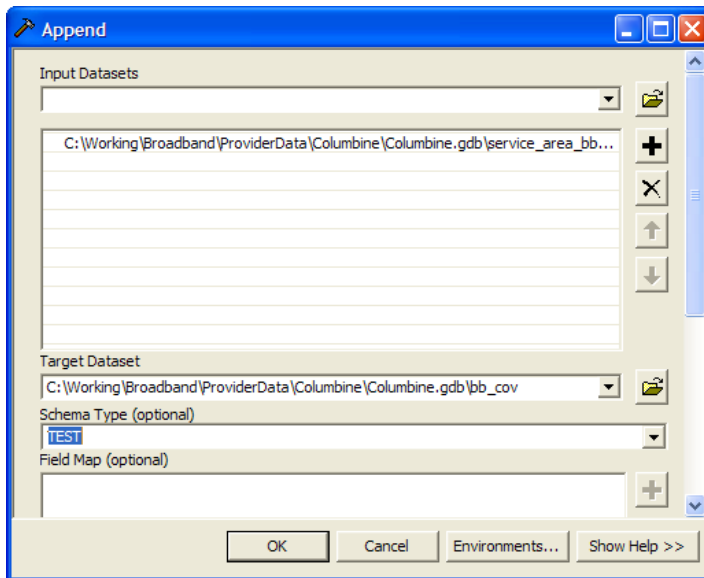 Append
Input Datasets
C:\Working\Broadband\ProviderData\Columbine\Columbine.gdb\service_area_bb...
Target Dataset
C:\Working\Broadband\ProviderData\Columbine\Columbine.gdb\bb_cov
Schema Type (optional)
TEST
Field Map (optional)
OK Cancel Environments... Show Help >>